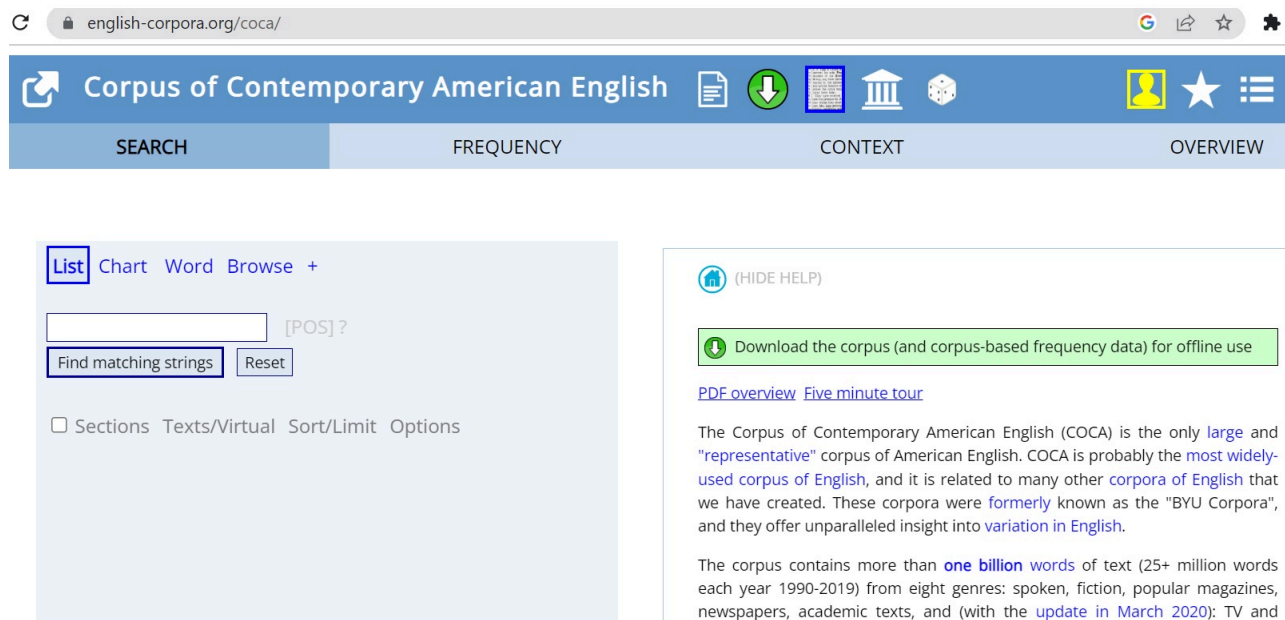 english-corpora.org/coca/
Corpus of Contemporary American English
SEARCH FREQUENCY CONTEXT OVERVIEW
List Chart Word Browse +
[POS] ?
Find matching strings Reset
Sections Texts/Virtual Sort/Limit Options
(HIDE HELP)
Download the corpus (and corpus-based frequency data) for offline use
PDF overview Five minute tour
The Corpus of Contemporary American English (COCA) is the only large and
"representative" corpus of American English. COCA is probably the most widely-
used corpus of English, and it is related to many other corpora of English that
we have created. These corpora were formerly known as the "BYU Corpora",
and they offer unparalleled insight into variation in English.
The corpus contains more than one billion words of text (25+ million words
each year 1990-2019) from eight genres: spoken, fiction, popular magazines,
newspapers, academic texts, and (with the update in March 2020): TV and